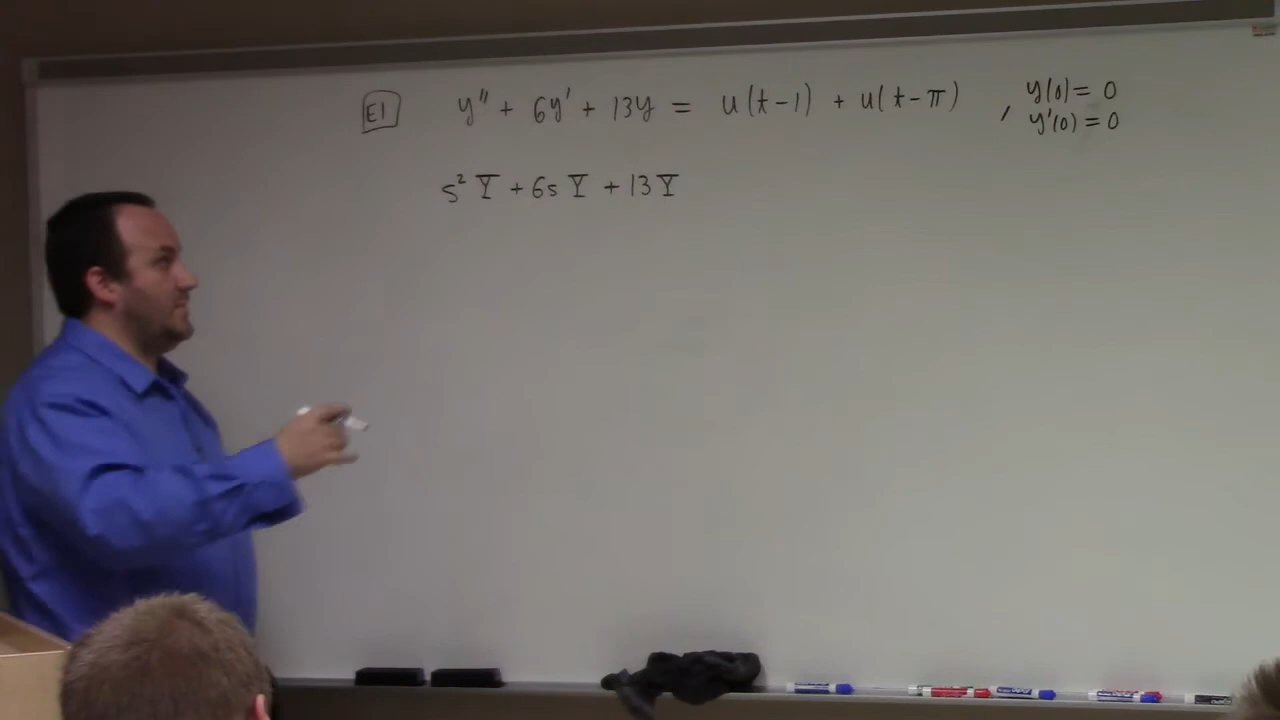 E1 y'' + 6y' + 13y = u(t-1) + u(t-π) , y(0) = 0
y'(0) = 0
s² Y + 6s Y + 13 Y